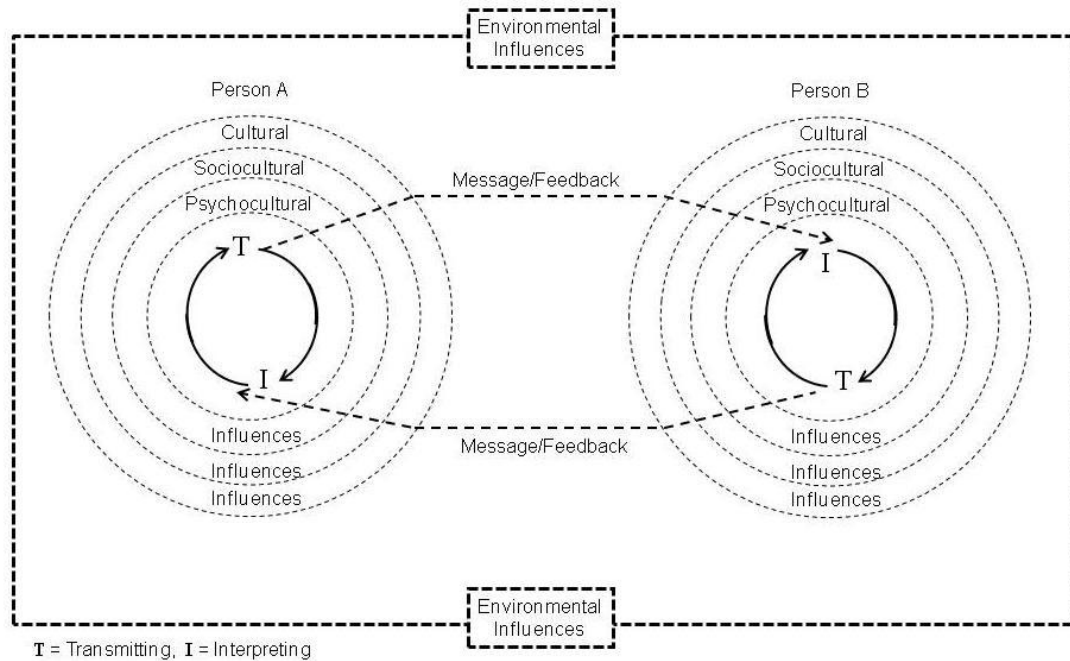 Environmental
Influences
Person A
Person B
Cultural
Cultural
Sociocultural
Sociocultural
Message/Feedback
Psychocultural
Psychocultural
T
I
I
T
Message/Feedback
Influences
Influences
Influences
Influences
Influences
Influences
Environmental
Influences
T = Transmitting, I = Interpreting